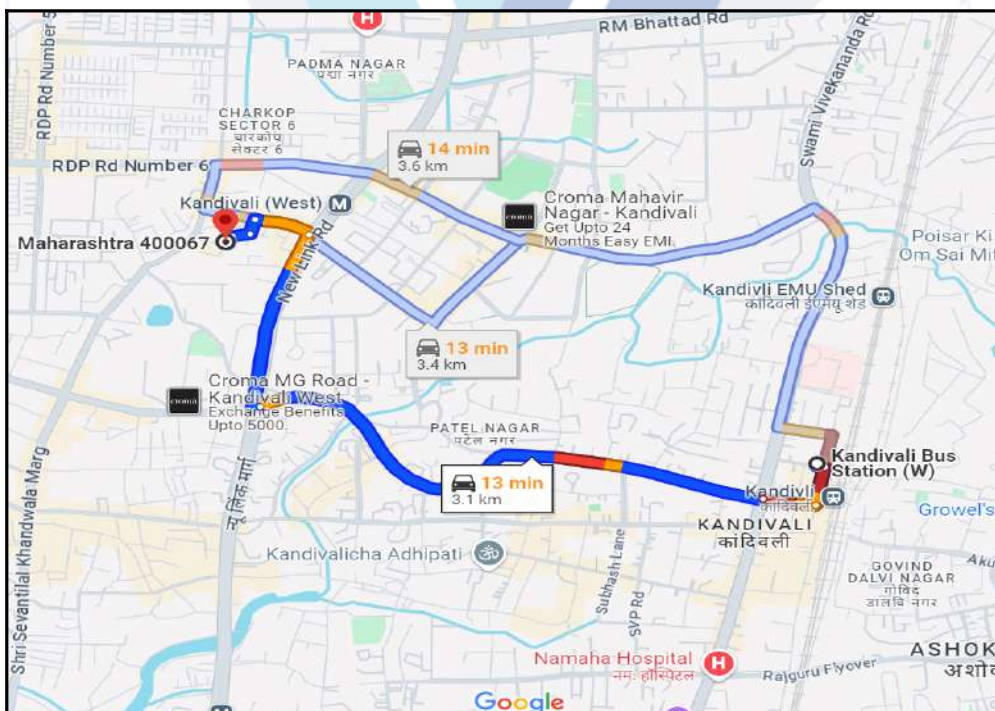 RM Bhattad Rd
RDP Rd Number 5
PADMA NAGAR
पद्मा नगर
Swami Vivekananda Rd
CHARKOP
SECTOR 6
चारकोप
सेक्टर 6
14 min
3.6 km
RDP Rd Number 6
Kandivali (West)
Croma Mahavir
Nagar - Kandivali
Get Upto 24
Months Easy EMI.
croma
Maharashtra 400067
New Link Rd
Poisar Ki
Om Sai Mit
Kandivli EMU Shed
कांदिवली ईएमयू शेड
13 min
3.4 km
Croma MG Road -
Kandivali West
Exchange Benefits
Upto 5000.
croma
PATEL NAGAR
पटेल नगर
Kandivali Bus
Station (W)
13 min
3.1 km
Kandivli
कांदिवली
Growel's
KANDIVALI
कांदिवली
न्यू लिंक मार्ग
Shri Sevantilal Khandwala Marg
Kandivalicha Adhipati
Subhash Lane
SVP Rd
GOVIND
DALVI NAGAR
गोविंद
डालवि नगर
Aku
ASHOK
अशोव
Namaha Hospital
नमः हॉस्पिटल
Rajguru Flyover
Google